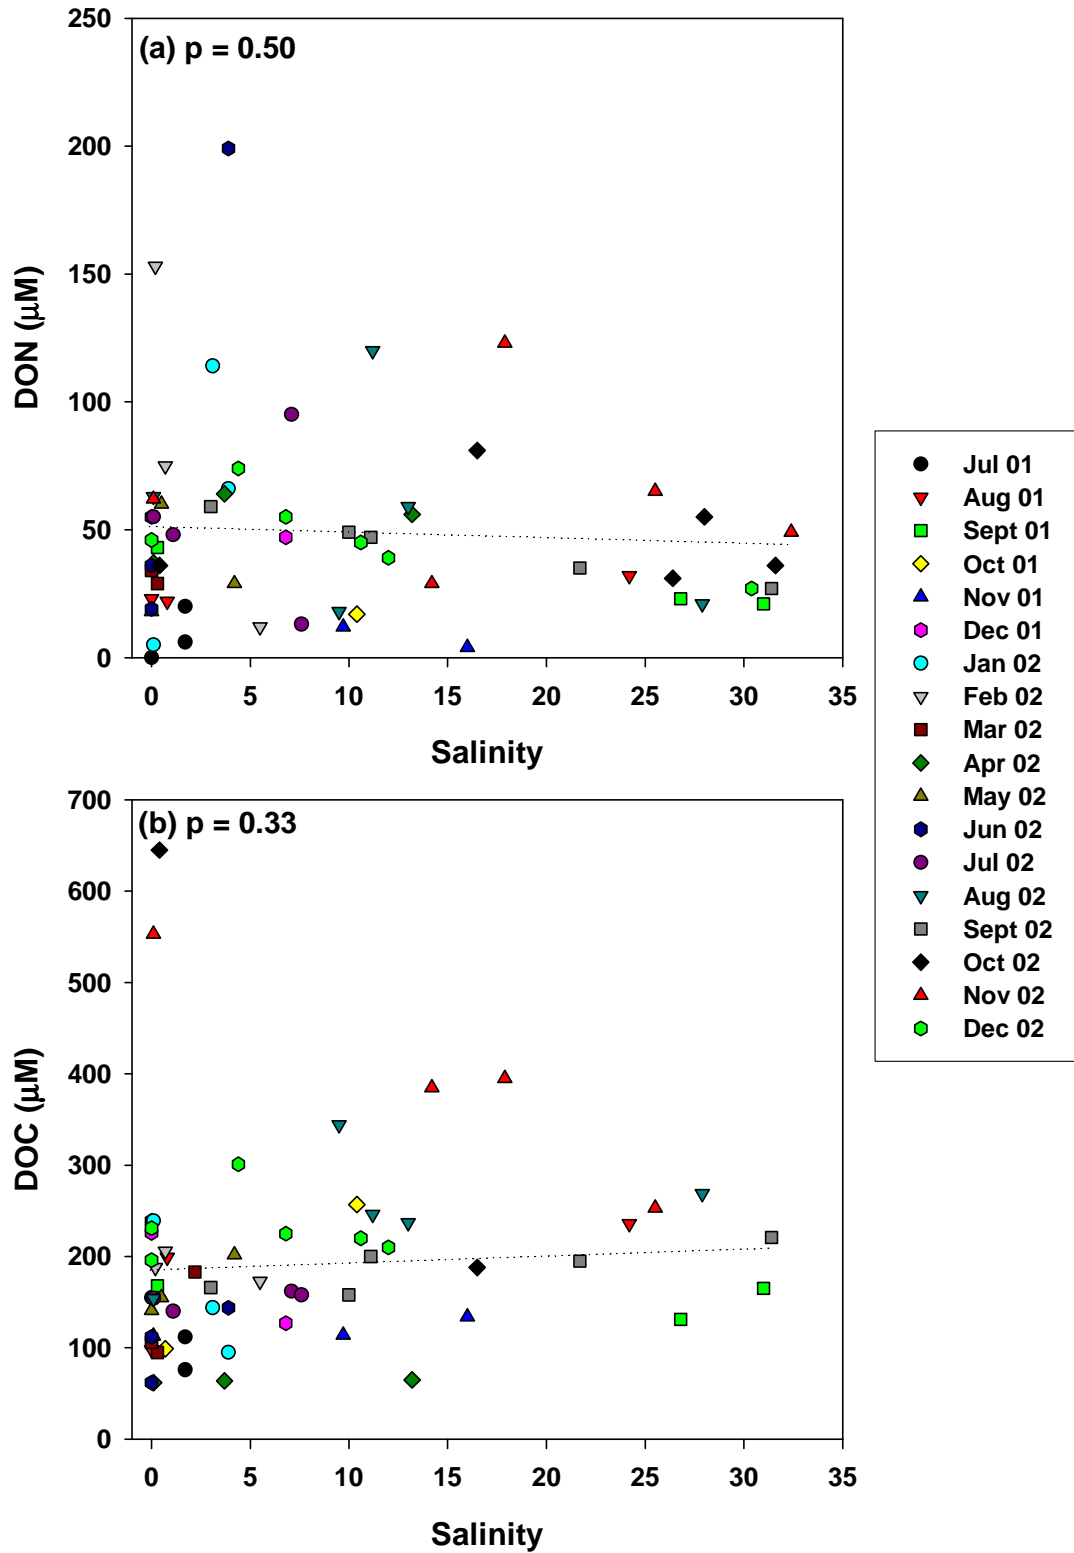 (a) p = 0.50
250
200
150
100
50
0
DON (μM)
0 5 10 15 20 25 30 35
Salinity
Jul 01
Aug 01
Sept 01
Oct 01
Nov 01
Dec 01
Jan 02
Feb 02
Mar 02
Apr 02
May 02
Jun 02
Jul 02
Aug 02
Sept 02
Oct 02
Nov 02
Dec 02
(b) p = 0.33
700
600
500
400
300
200
100
0
DOC (μM)
0 5 10 15 20 25 30 35
Salinity